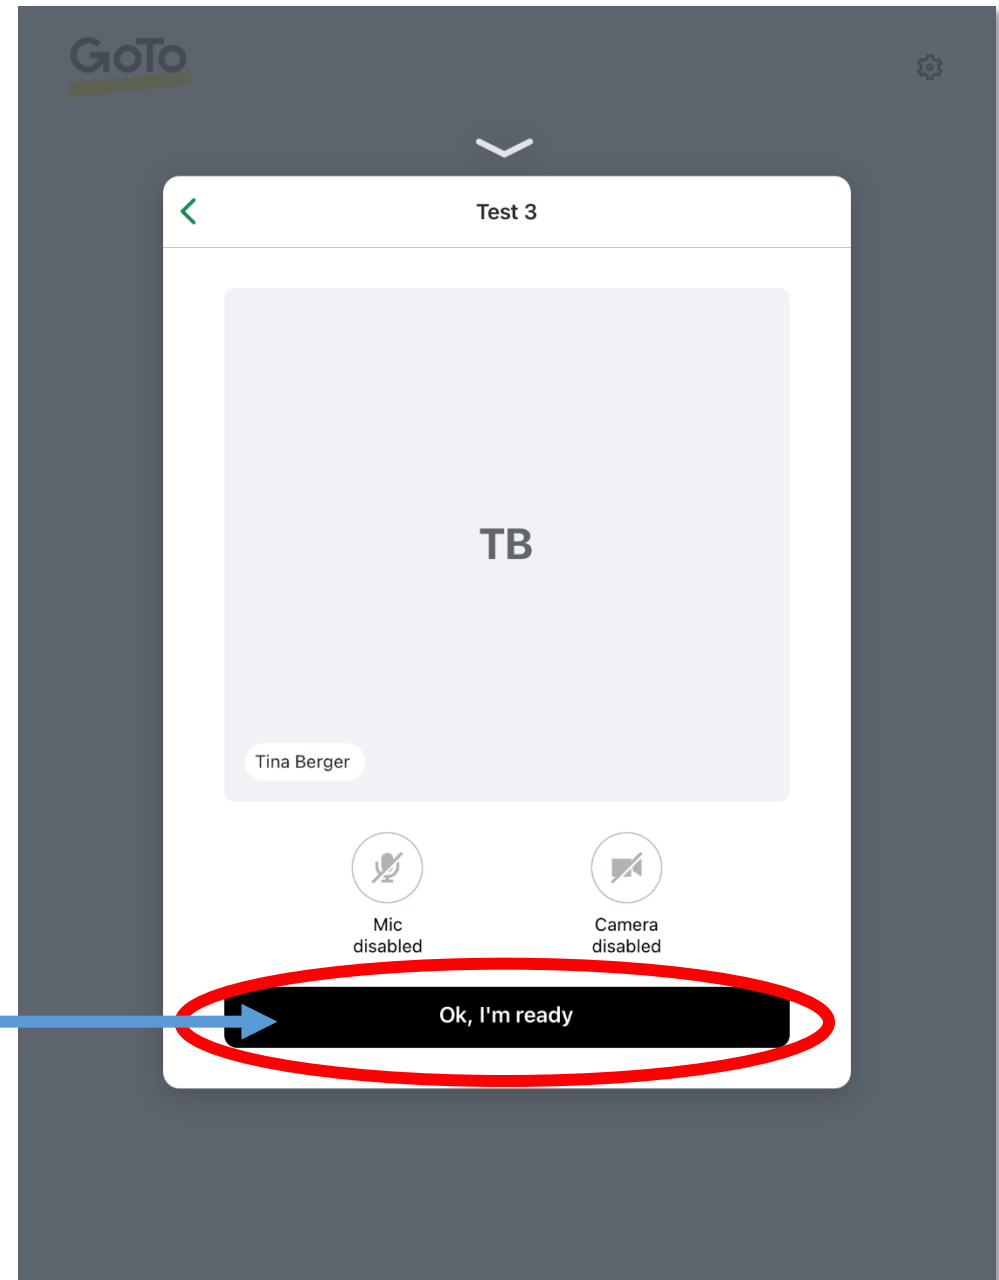 GoTo
Test 3
TB
Tina Berger
Mic
disabled
Camera
disabled
Ok, I'm ready